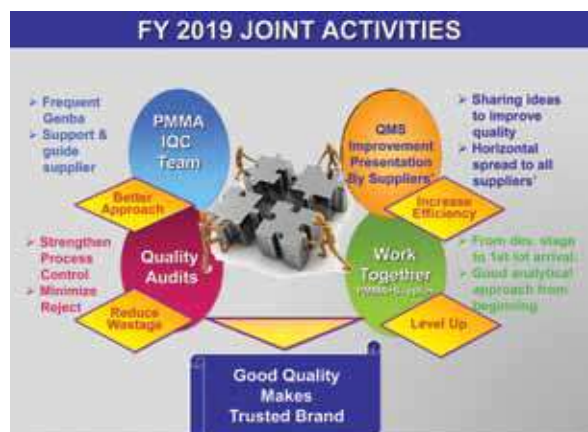 FY 2019 JOINT ACTIVITIES
➢ Frequent
Genba
➢ Support &
guide
supplier
PMMA
IQC
Team
Better
Approach
QMS
Improvement
Presentation
By Suppliers'
➢ Sharing ideas
to improve
quality
➢ Horizontal
spread to all
suppliers'
Increase
Efficiency
➢ Strengthen
Process
Control
➢ Minimize
Reject
Quality
Audits
Reduce
Wastage
Work
Together
➢ From dev. stage
to 1st lot arrival.
➢ Good analytical
approach from
beginning
Level Up
Good Quality
Makes
Trusted Brand